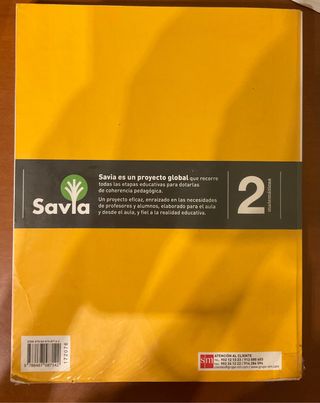 Savia es un proyecto global que recorre
todas las etapas educativas para dotarlas
de coherencia pedagógica.
Un proyecto eficaz, enraizado en las necesidades
de profesores y alumnos, elaborado para el aula
y desde el aula, y fiel a la realidad educativa.
Savia
2
matemáticas
172076
sm
ATENCIÓN AL CLIENTE